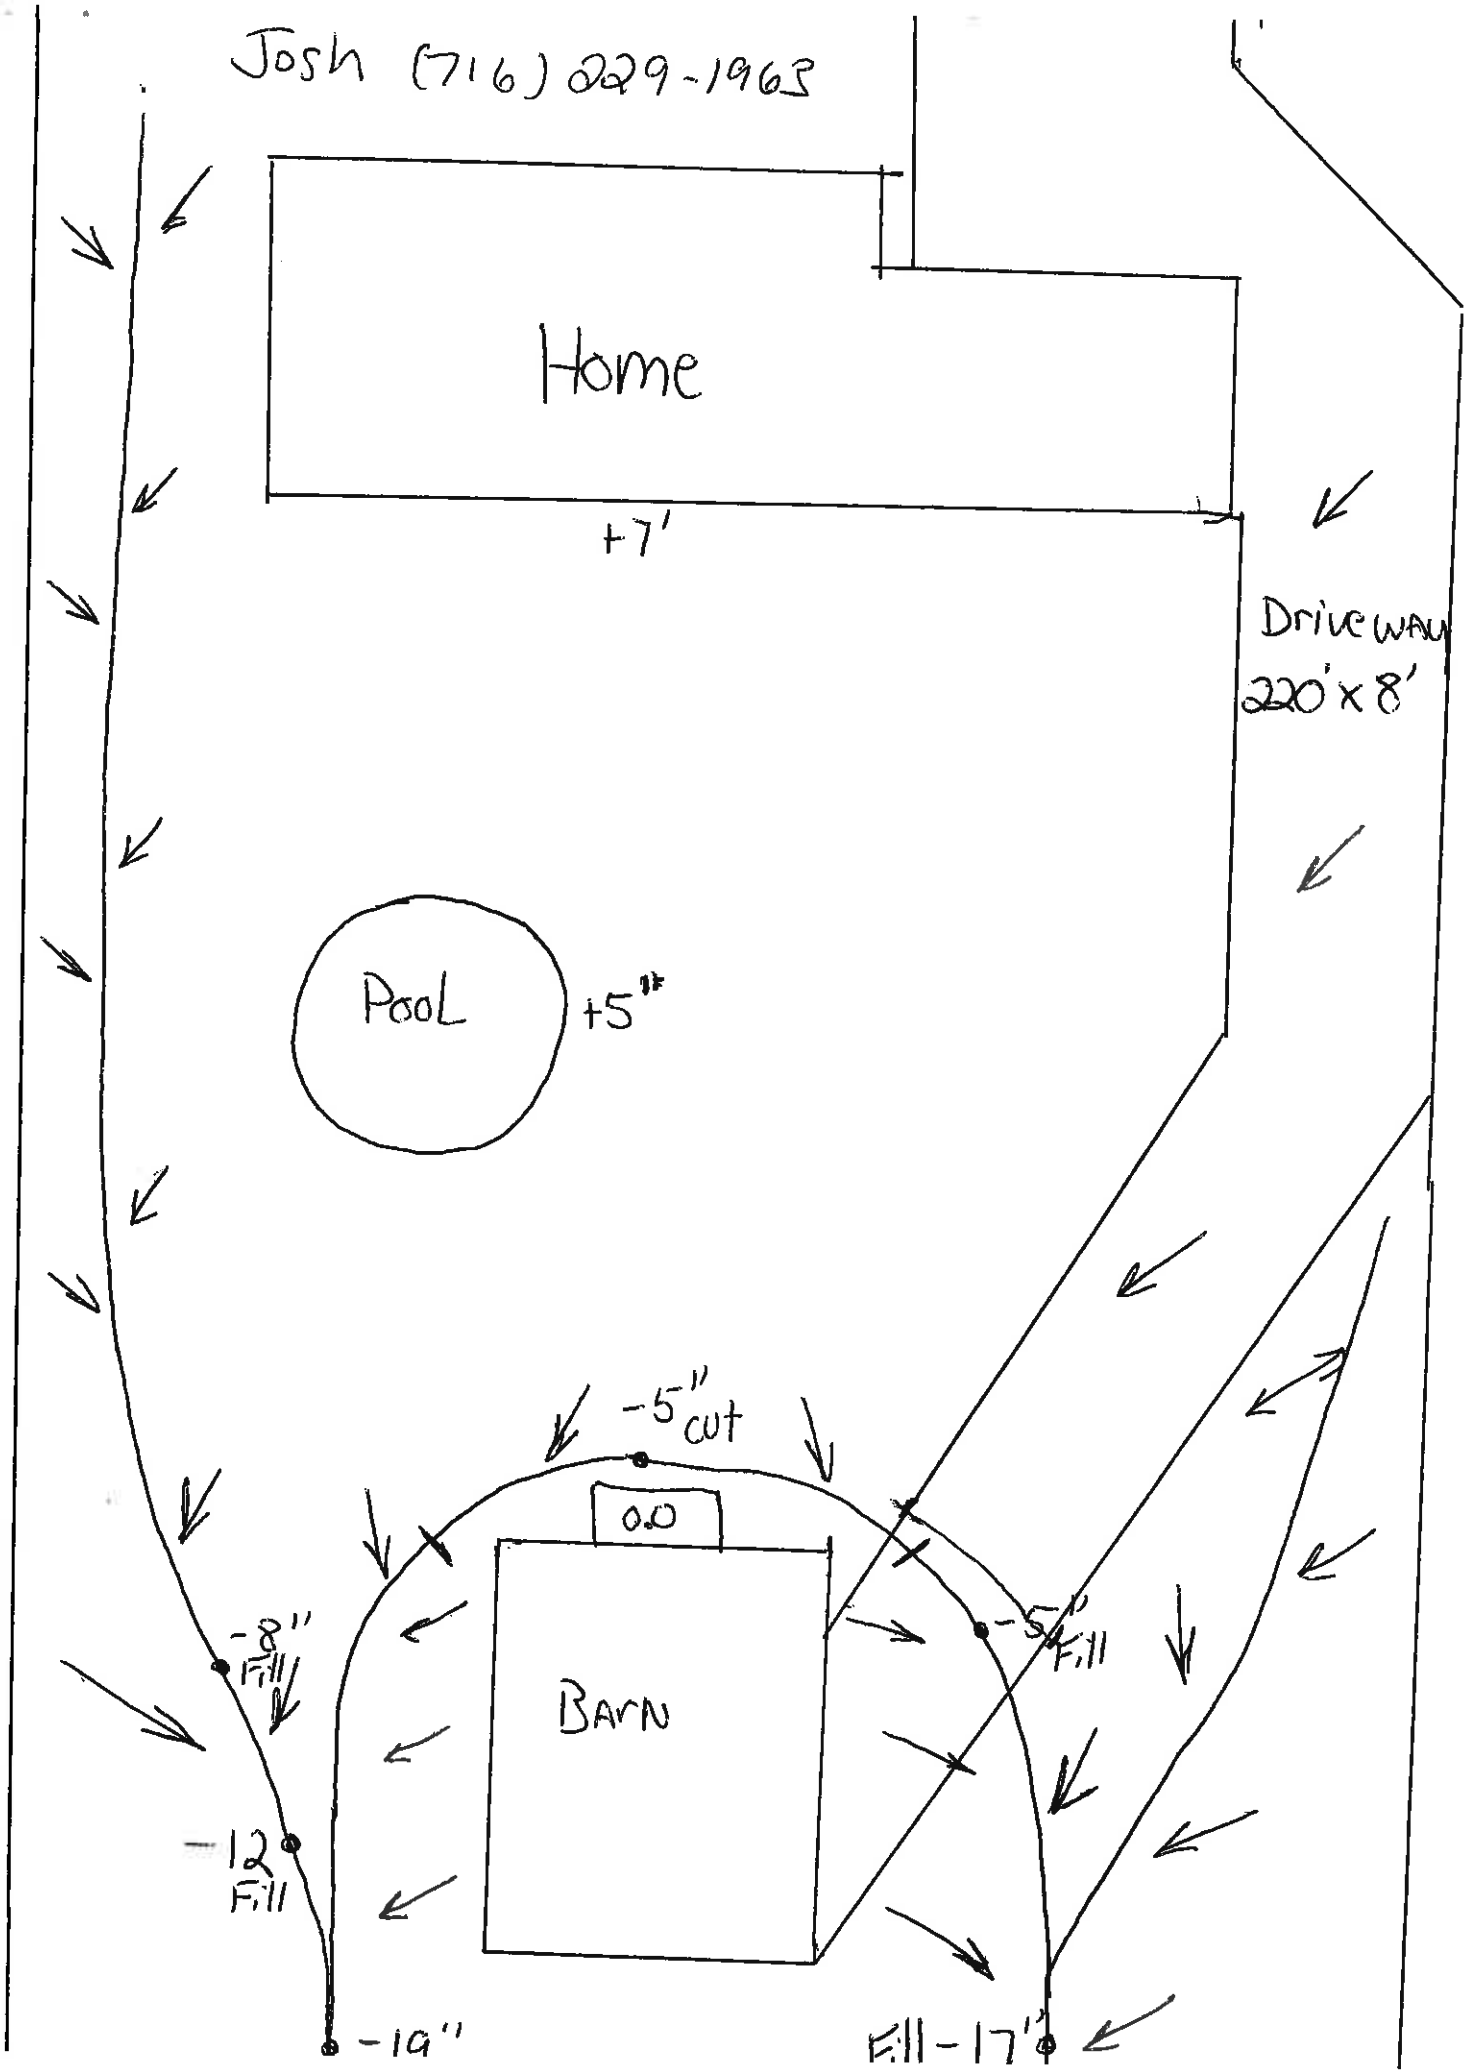 Josh (716) 229-1963
Home
+7'
Driveway
220' x 8'
Pool
+5"
-5"
cut
0.0
-8"
Fill
-5"
Fill
Barn
-12
Fill
-19"
Fill -17"